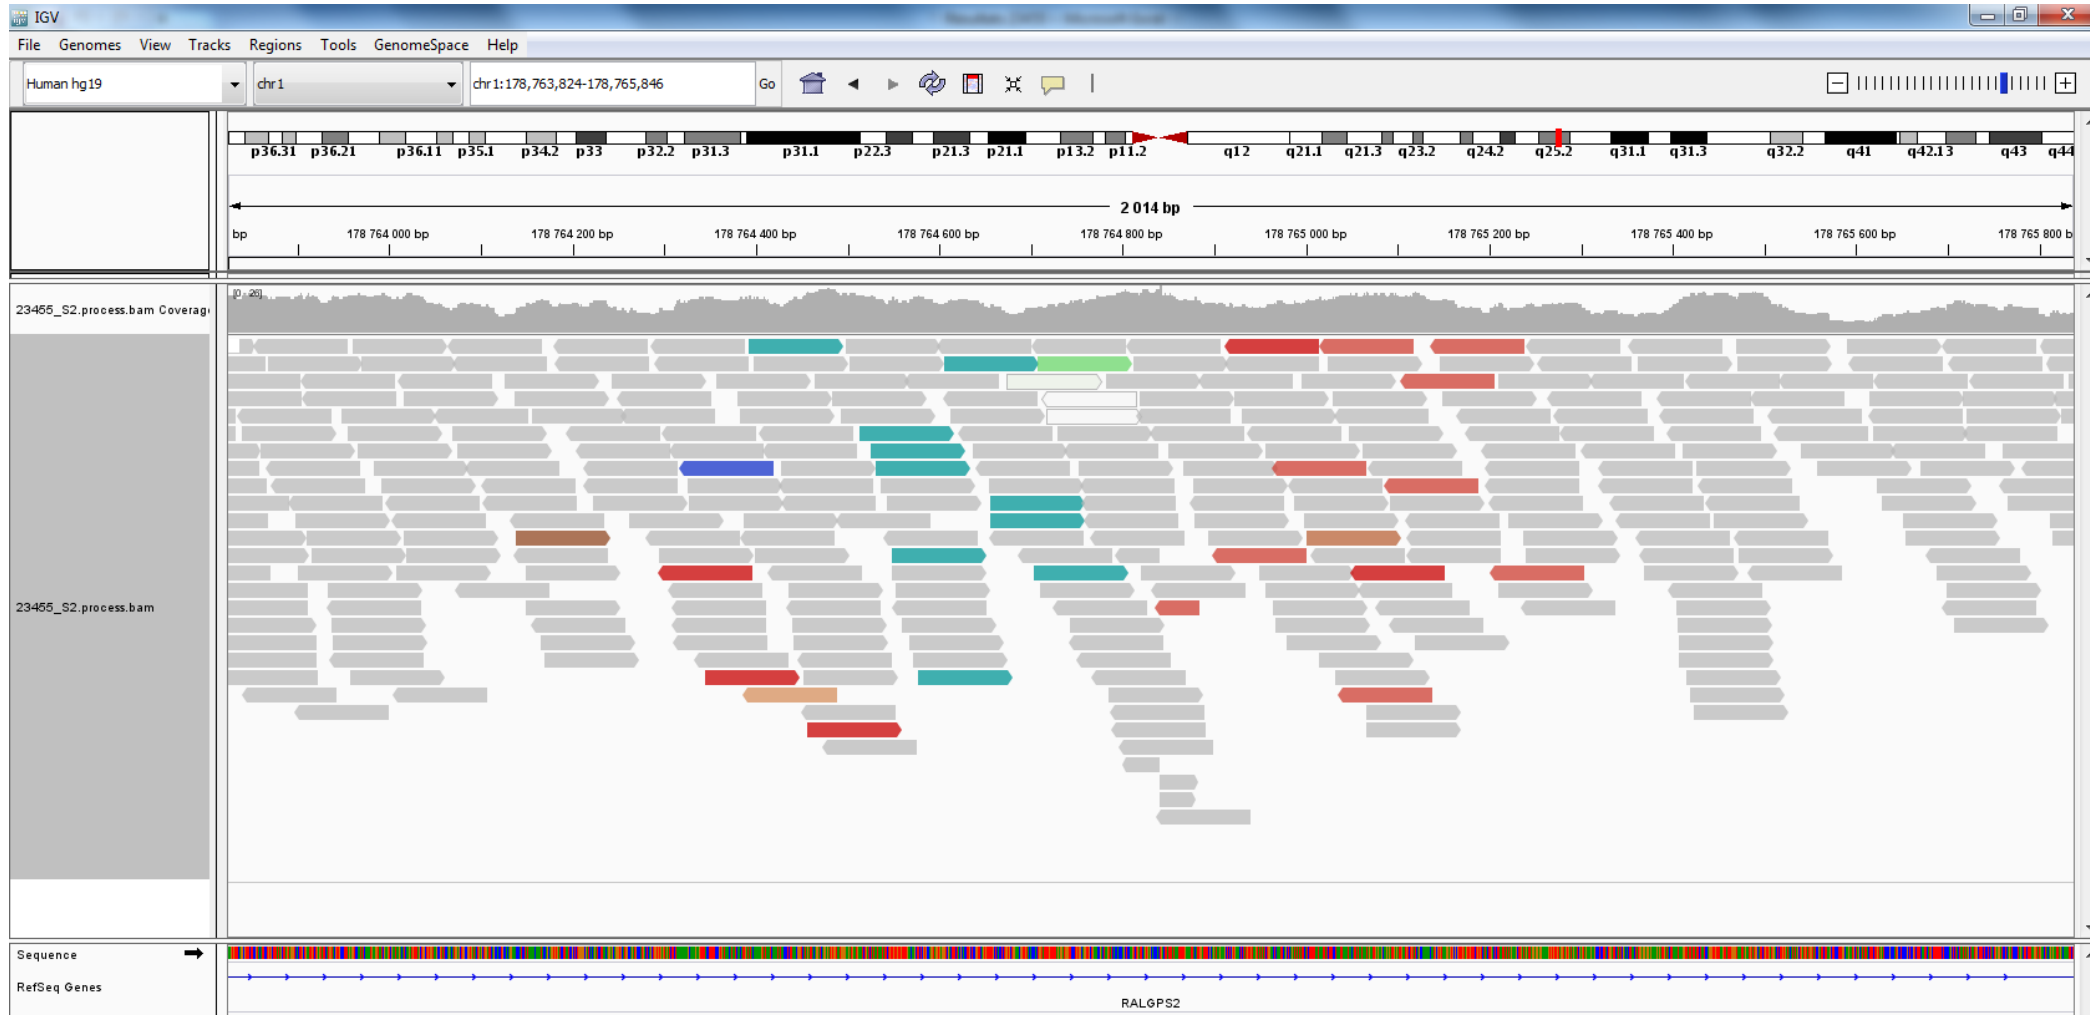 IGV
File Genomes View Tracks Regions Tools GenomeSpace Help
Human hg19 chr1 chr1:178,763,824-178,765,846 Go
p36.31 p36.21 p36.11 p35.1 p34.2 p33 p32.2 p31.3 p31.1 p22.3 p21.3 p21.1 p13.2 p11.2 q12 q21.1 q21.3 q23.2 q24.2 q25.2 q31.1 q31.3 q32.2 q41 q42.13 q43 q44
2 014 bp
bp 178 764 000 bp 178 764 200 bp 178 764 400 bp 178 764 600 bp 178 764 800 bp 178 765 000 bp 178 765 200 bp 178 765 400 bp 178 765 600 bp 178 765 800 b
[0 - 26]
23455_S2.process.bam Coverag
23455_S2.process.bam
Sequence
RefSeq Genes
RALGPS2